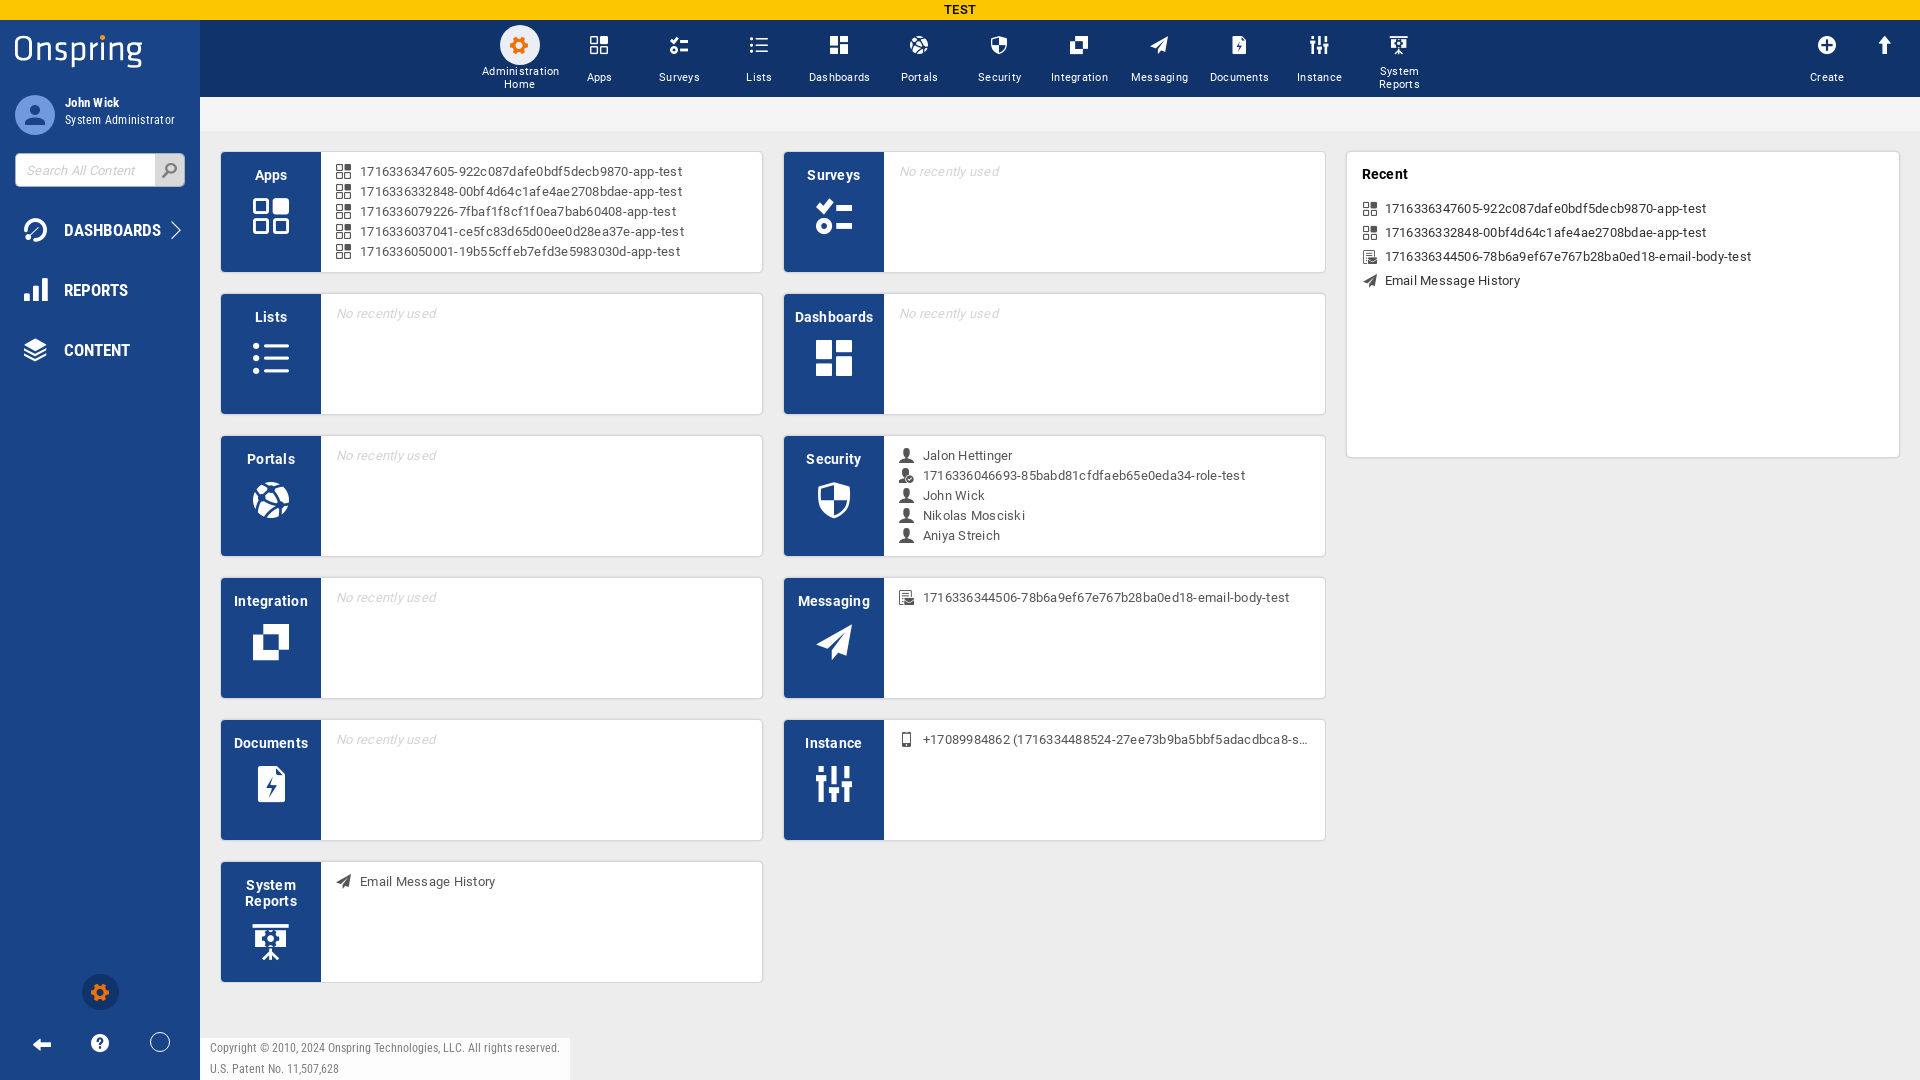 TEST
Onspring
John Wick
System Administrator
Search All Content
DASHBOARDS
REPORTS
CONTENT
Administration
Home
Apps
Surveys
Lists
Dashboards
Portals
Security
Integration
Messaging
Documents
Instance
System
Reports
Create
Apps
1716336347605-922c087dafe0bdf5decb9870-app-test
1716336332848-00bf4d64c1afe4ae2708bdae-app-test
1716336079226-7fbaf1f8cf1f0ea7bab60408-app-test
1716336037041-ce5fc83d65d00ee0d28ea37e-app-test
1716336050001-19b55cffeb7efd3e5983030d-app-test
Surveys
No recently used
Lists
No recently used
Dashboards
No recently used
Portals
No recently used
Security
Jalon Hettinger
1716336046693-85babd81cfdfaeb65e0eda34-role-test
John Wick
Nikolas Mosciski
Aniya Streich
Integration
No recently used
Messaging
1716336344506-78b6a9ef67e767b28ba0ed18-email-body-test
Documents
No recently used
Instance
+17089984862 (1716334488524-27ee73b9ba5bbf5adacdbca8-s...
System
Reports
Email Message History
Recent
1716336347605-922c087dafe0bdf5decb9870-app-test
1716336332848-00bf4d64c1afe4ae2708bdae-app-test
1716336344506-78b6a9ef67e767b28ba0ed18-email-body-test
Email Message History
Copyright © 2010, 2024 Onspring Technologies, LLC. All rights reserved.
U.S. Patent No. 11,507,628